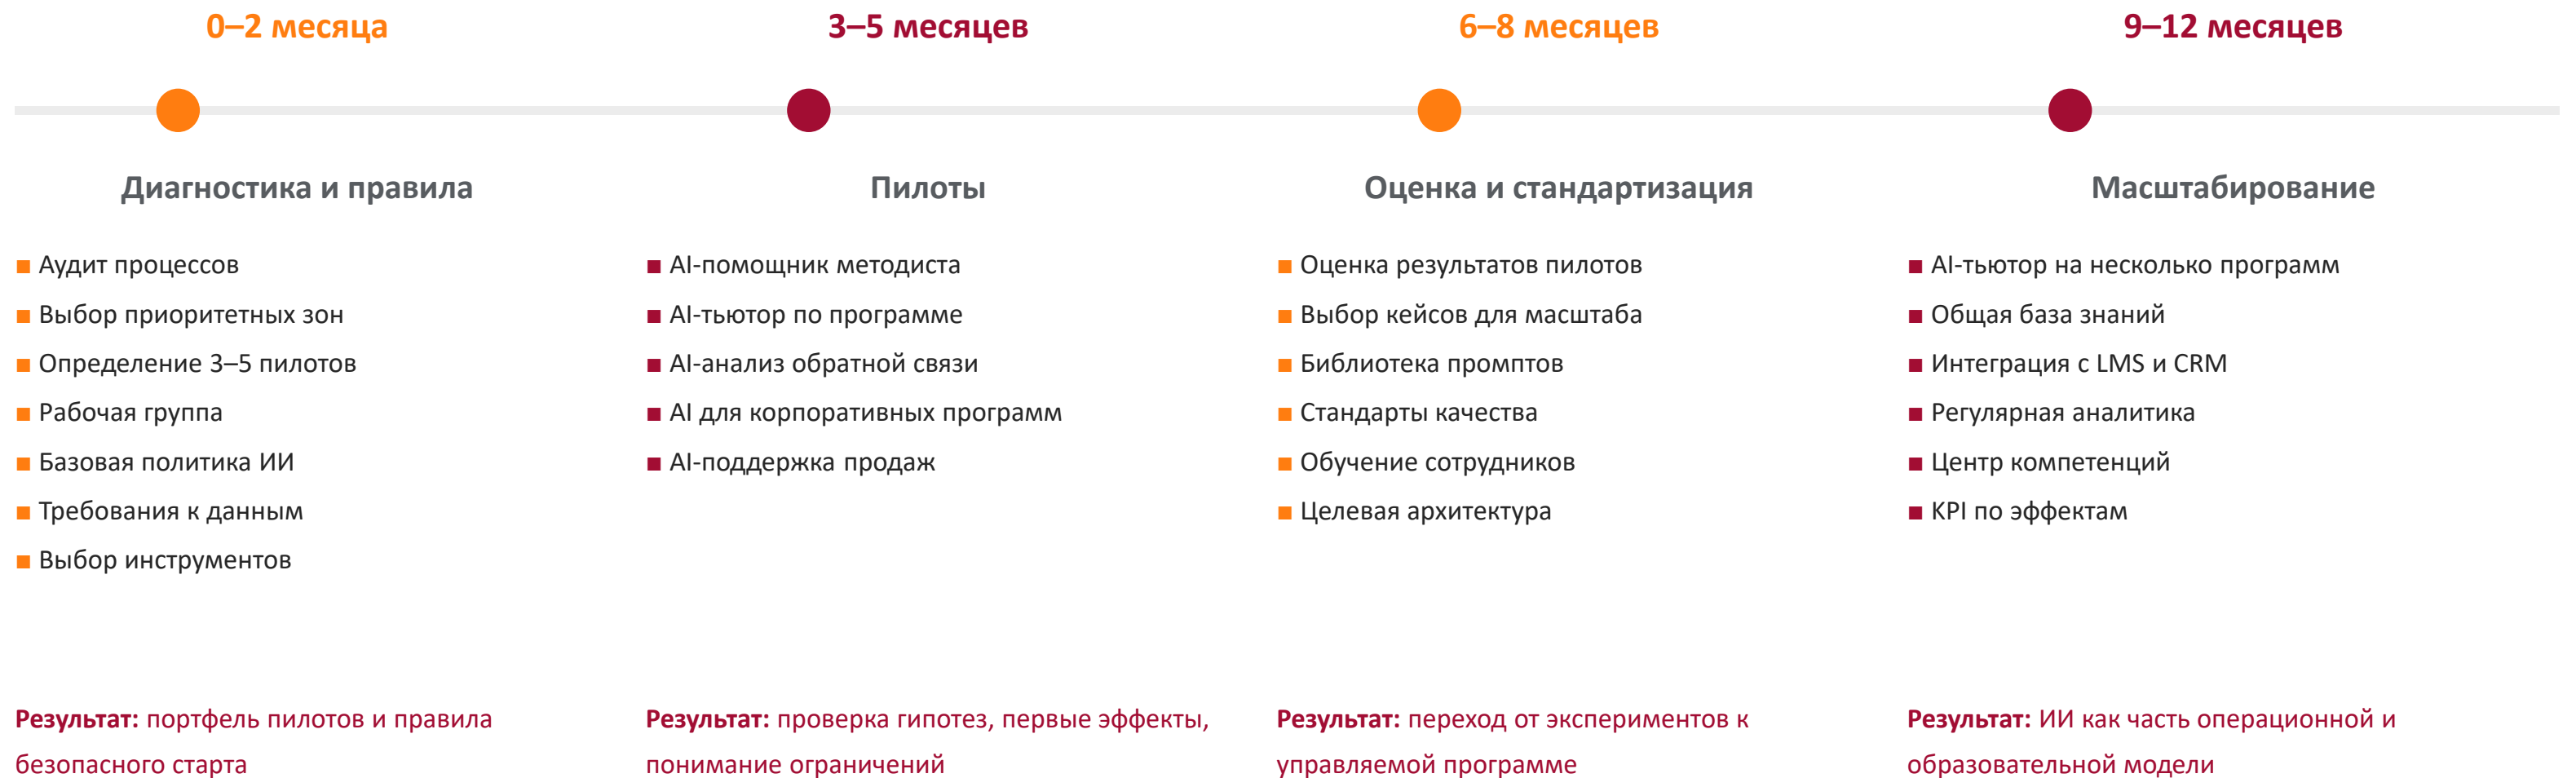 0–2 месяца
3–5 месяцев
6–8 месяцев
9–12 месяцев
Диагностика и правила
Пилоты
Оценка и стандартизация
Масштабирование
Аудит процессов
Выбор приоритетных зон
Определение 3–5 пилотов
Рабочая группа
Базовая политика ИИ
Требования к данным
Выбор инструментов
AI-помощник методиста
AI-тьютор по программе
AI-анализ обратной связи
AI для корпоративных программ
AI-поддержка продаж
Оценка результатов пилотов
Выбор кейсов для масштаба
Библиотека промптов
Стандарты качества
Обучение сотрудников
Целевая архитектура
AI-тьютор на несколько программ
Общая база знаний
Интеграция с LMS и CRM
Регулярная аналитика
Центр компетенций
KPI по эффектам
Результат: портфель пилотов и правила
безопасного старта
Результат: проверка гипотез, первые эффекты,
понимание ограничений
Результат: переход от экспериментов к
управляемой программе
Результат: ИИ как часть операционной и
образовательной модели